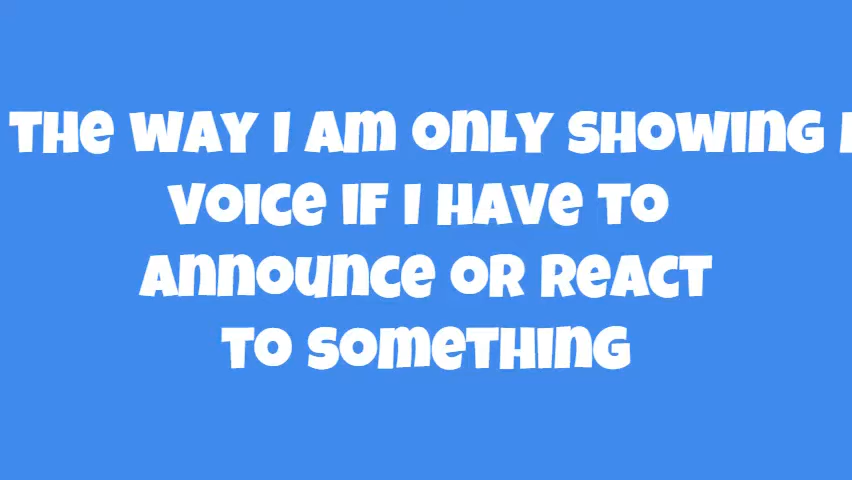 THE WAY I AM ONLY SHOWING
VOICE IF I HAVE TO
ANNOUNCE OR REACT
TO SOMETHING